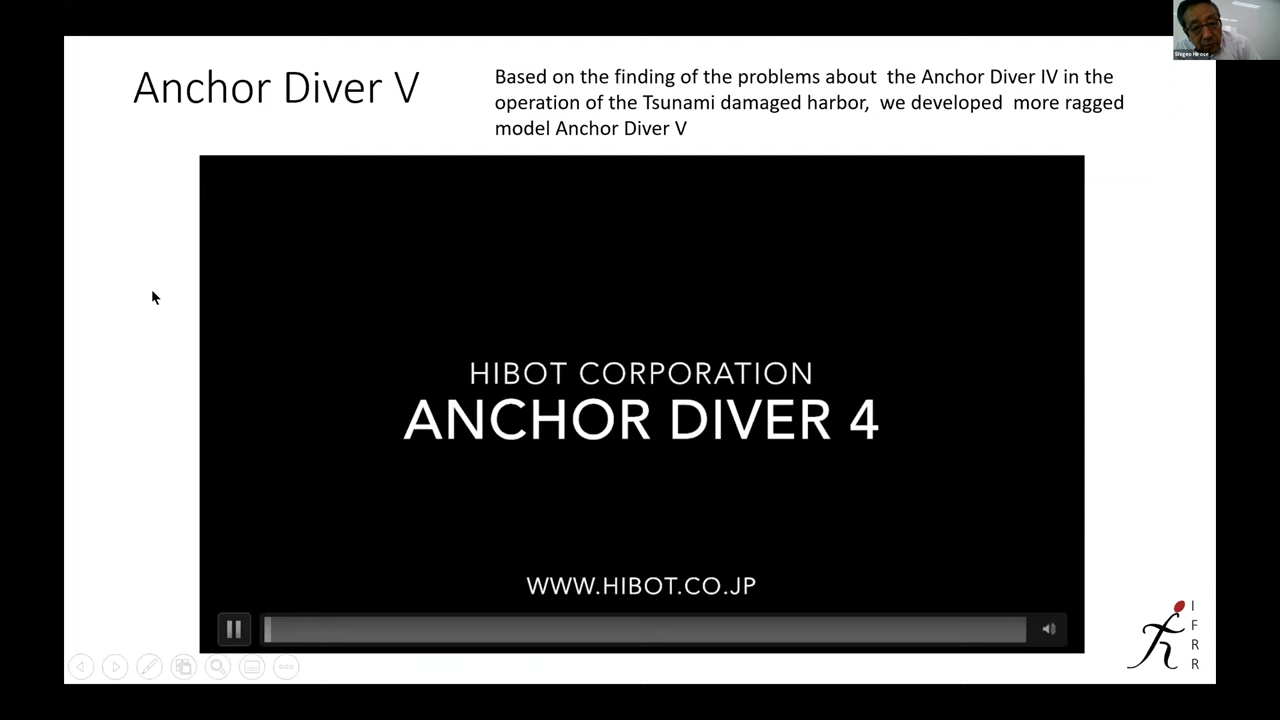 Shigeo Hirose
Anchor Diver V
Based on the finding of the problems about the Anchor Diver IV in the
operation of the Tsunami damaged harbor, we developed more ragged
model Anchor Diver V
HIBOT CORPORATION
ANCHOR DIVER 4
WWW.HIBOT.CO.JP
I
F
R
R